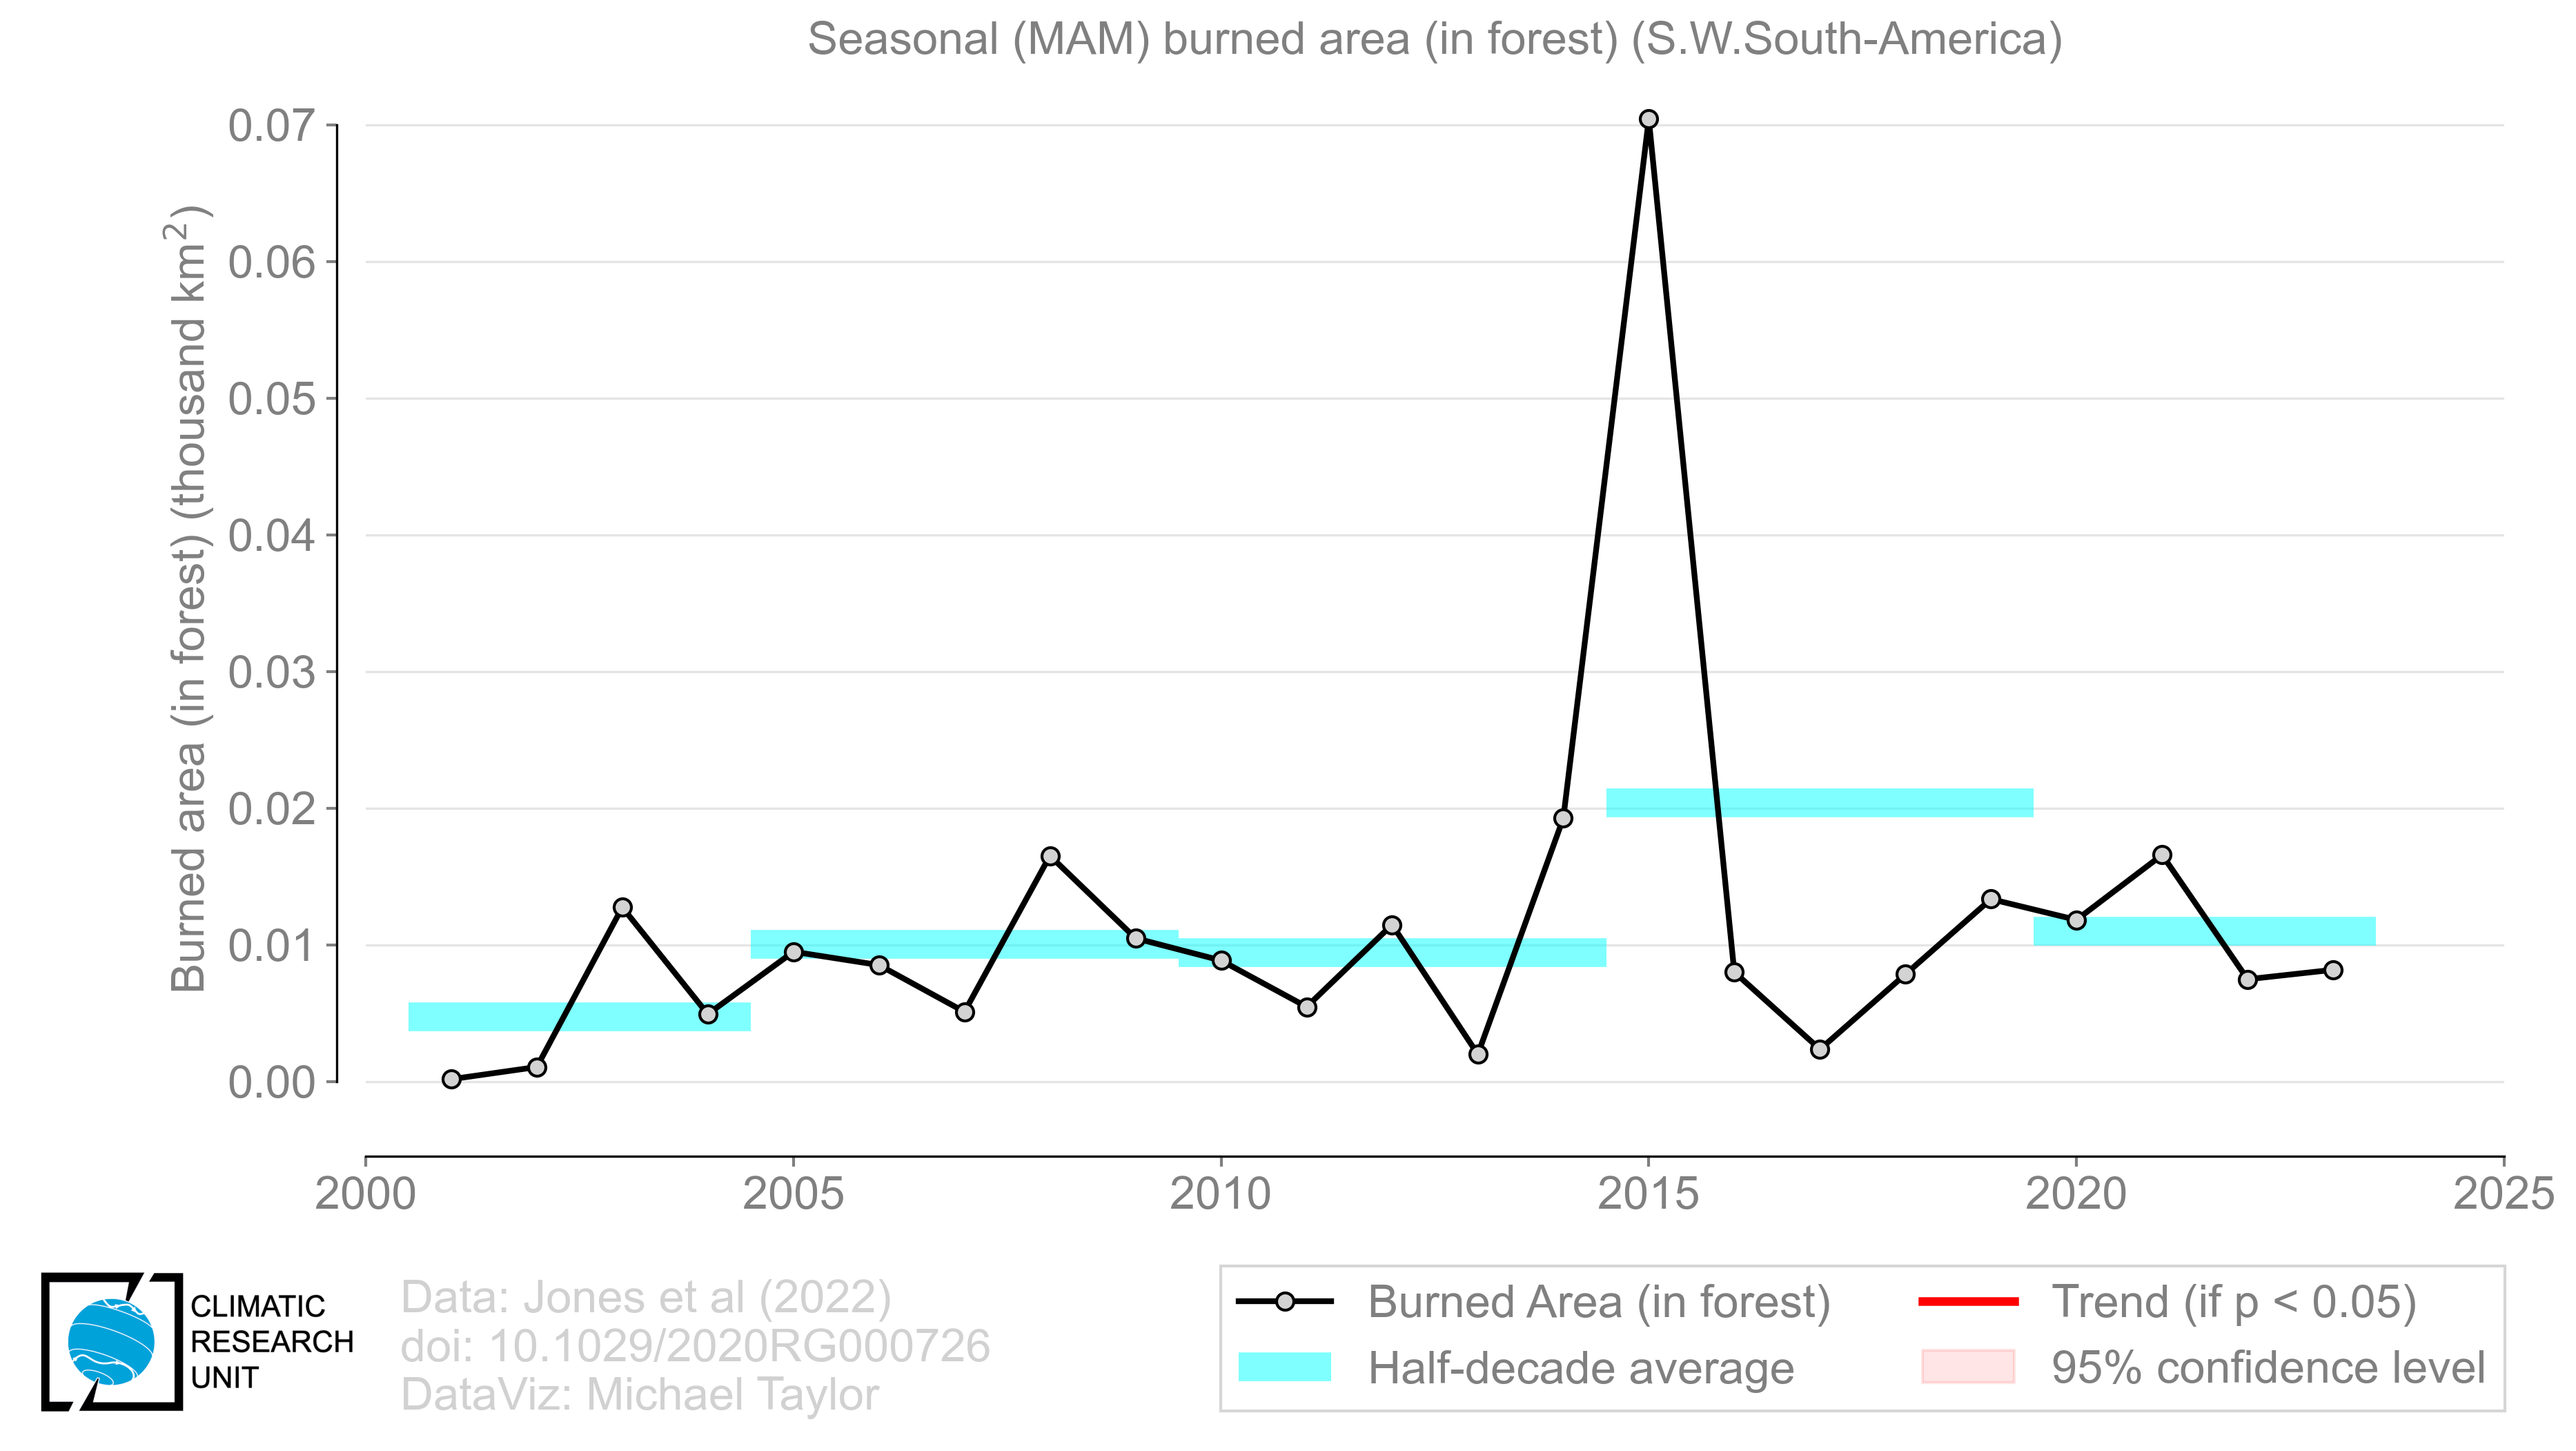 Seasonal (MAM) burned area (in forest) (S.W.South-America)
Burned area (in forest) (thousand km²)
0.07
0.06
0.05
0.04
0.03
0.02
0.01
0.00
2000 2005 2010 2015 2020 2025
CLIMATIC
RESEARCH
UNIT
Data: Jones et al (2022)
doi: 10.1029/2020RG000726
DataViz: Michael Taylor
Burned Area (in forest)
Half-decade average
Trend (if p < 0.05)
95% confidence level